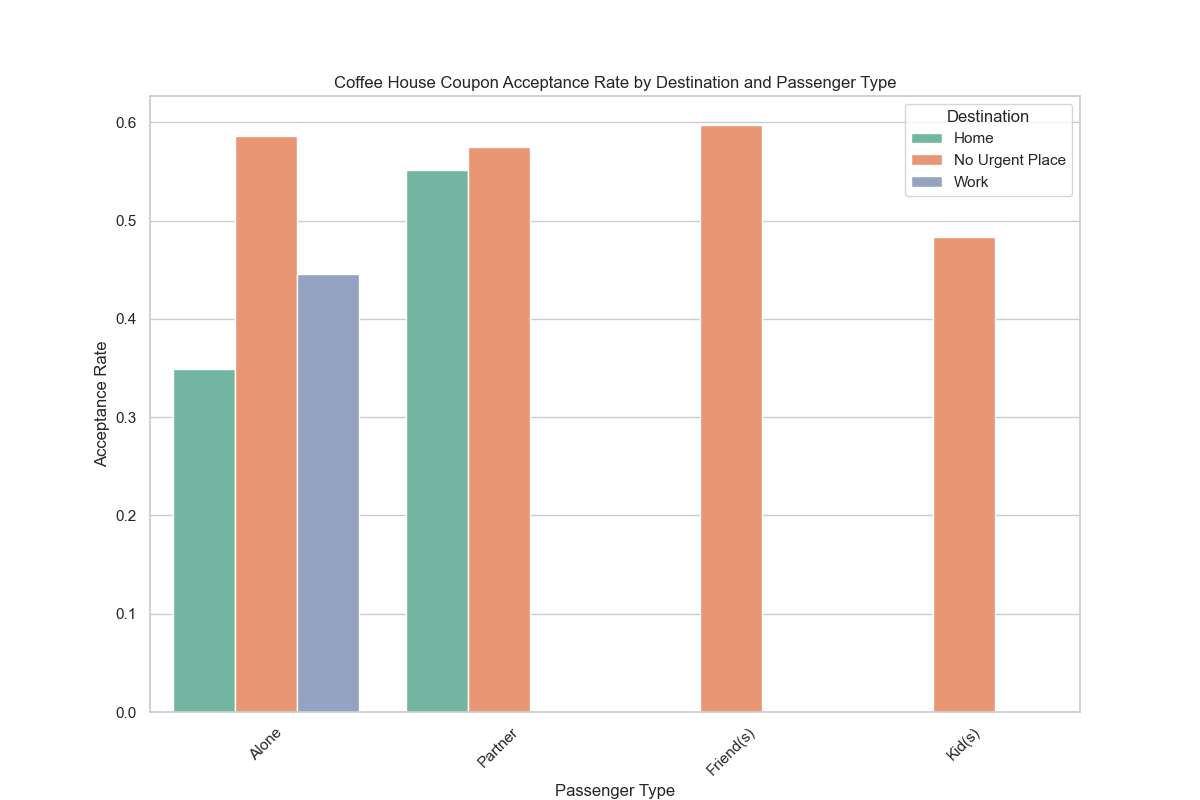 Coffee House Coupon Acceptance Rate by Destination and Passenger Type
Destination
Home
No Urgent Place
Work
Acceptance Rate
0.6
0.5
0.4
0.3
0.2
0.1
0.0
Alone
Partner
Friend(s)
Kid(s)
Passenger Type